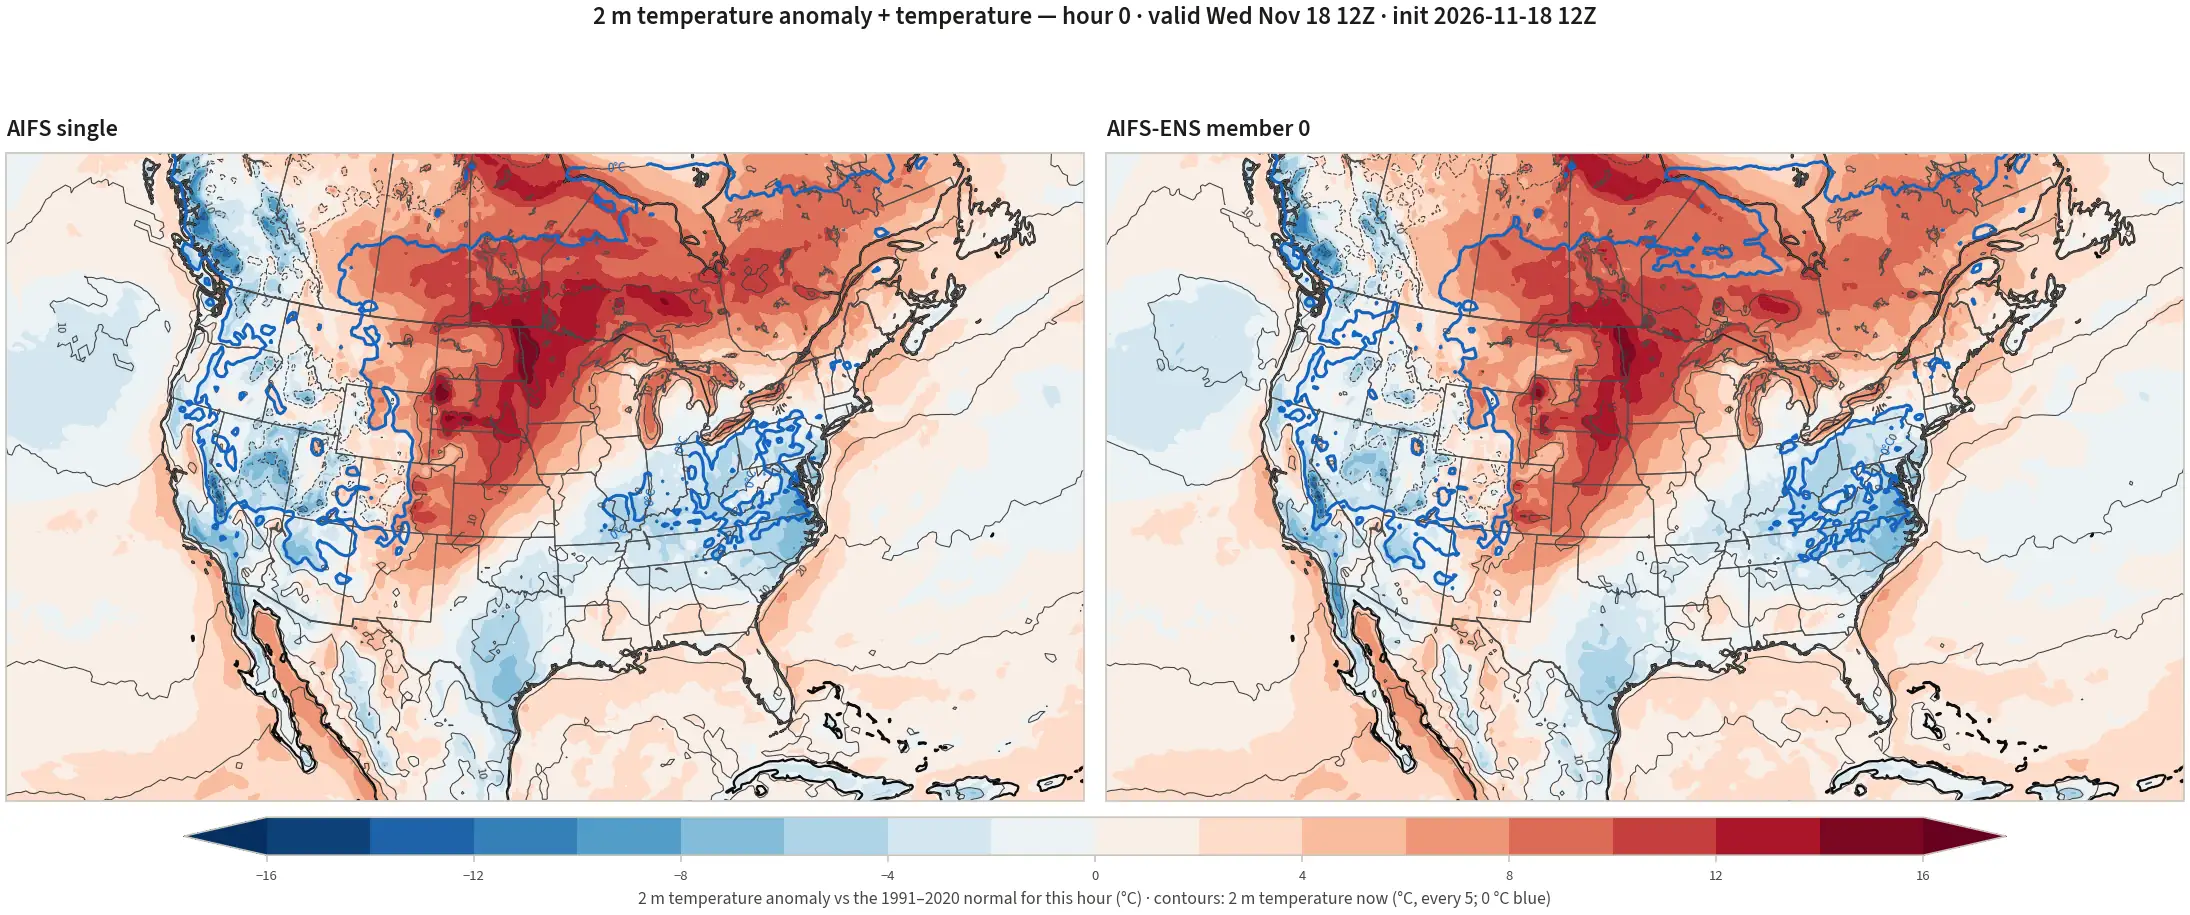 2 m temperature anomaly + temperature — hour 0 · valid Wed Nov 18 12Z · init 2026-11-18 12Z
AIFS single
AIFS-ENS member 0
0°C
−16 −12 −8 −4 0 4 8 12 16
2 m temperature anomaly vs the 1991–2020 normal for this hour (°C) · contours: 2 m temperature now (°C, every 5; 0 °C blue)